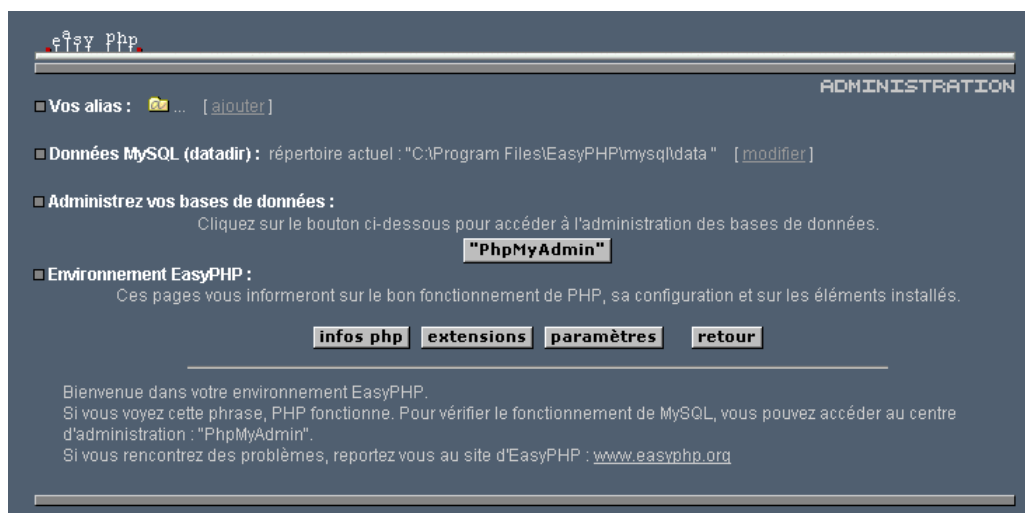 easy php
ADMINISTRATION
Vos alias : ... [ ajouter ]
Données MySQL (datadir) : répertoire actuel : "C:\Program Files\EasyPHP\mysql\data " [ modifier ]
Administrez vos bases de données :
Cliquez sur le bouton ci-dessous pour accéder à l'administration des bases de données.
"PhpMyAdmin"
Environnement EasyPHP :
Ces pages vous informeront sur le bon fonctionnement de PHP, sa configuration et sur les éléments installés.
infos php extensions paramètres retour
Bienvenue dans votre environnement EasyPHP.
Si vous voyez cette phrase, PHP fonctionne. Pour vérifier le fonctionnement de MySQL, vous pouvez accéder au centre
d'administration : "PhpMyAdmin".
Si vous rencontrez des problèmes, reportez vous au site d'EasyPHP : www.easyphp.org